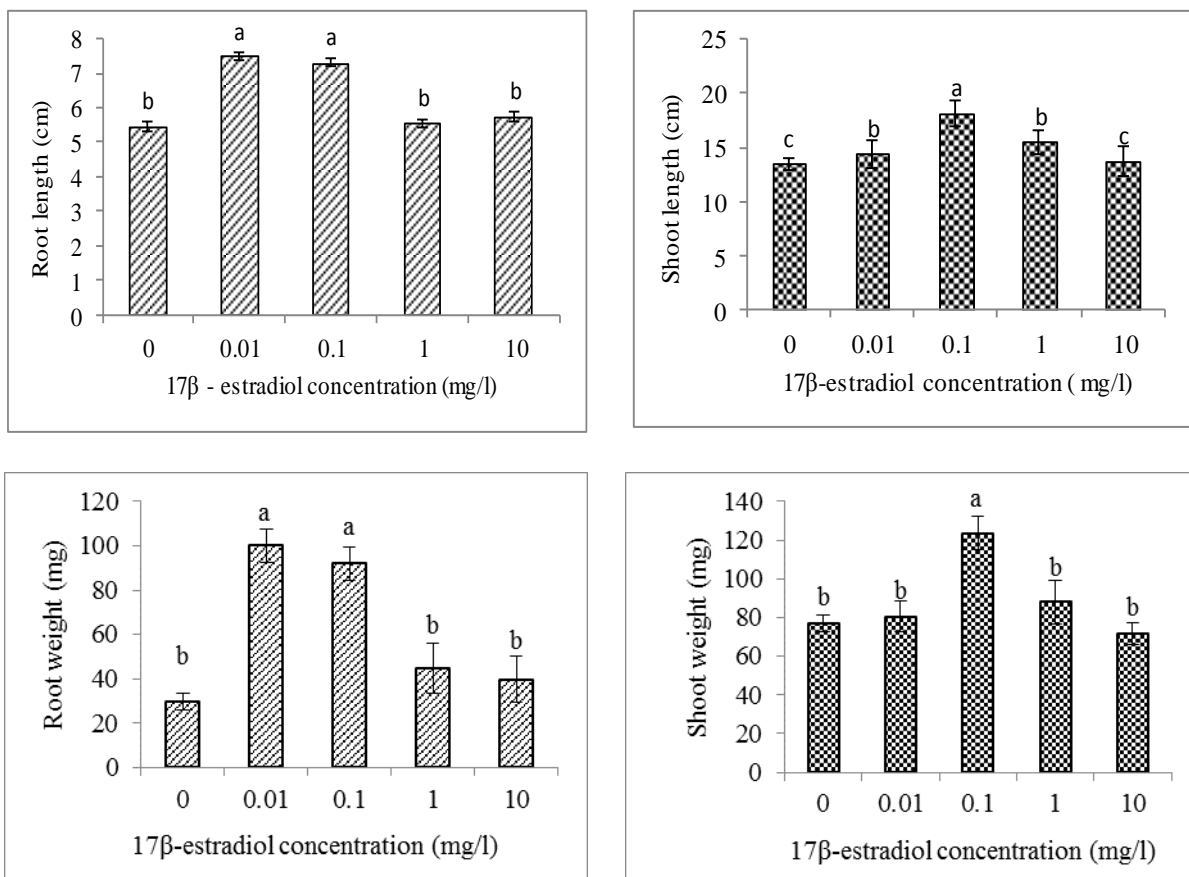 8
7
6
5
4
3
2
1
0
Root length (cm)
b
a
a
b
b
0 0.01 0.1 1 10
17β - estradiol concentration (mg/l)
25
20
15
10
5
0
Shoot length (cm)
c
b
a
b
c
0 0.01 0.1 1 10
17β-estradiol concentration ( mg/l)
120
100
80
60
40
20
0
Root weight (mg)
b
a
a
b
b
0 0.01 0.1 1 10
17β-estradiol concentration (mg/l)
140
120
100
80
60
40
20
0
Shoot weight (mg)
b
b
a
b
b
0 0.01 0.1 1 10
17β-estradiol concentration (mg/l)